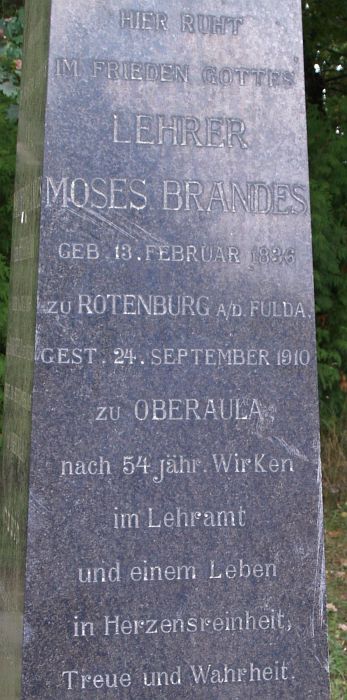 HIER RUHT
IM FRIEDEN GOTTES
LEHRER
MOSES BRANDES
GEB. 13. FEBRUAR 1836
zu ROTENBURG A/D. FULDA.
GEST. 24. SEPTEMBER 1910
zu OBERAULA
nach 54 jähr. Wirken
im Lehramt
und einem Leben
in Herzensreinheit,
Treue und Wahrheit.